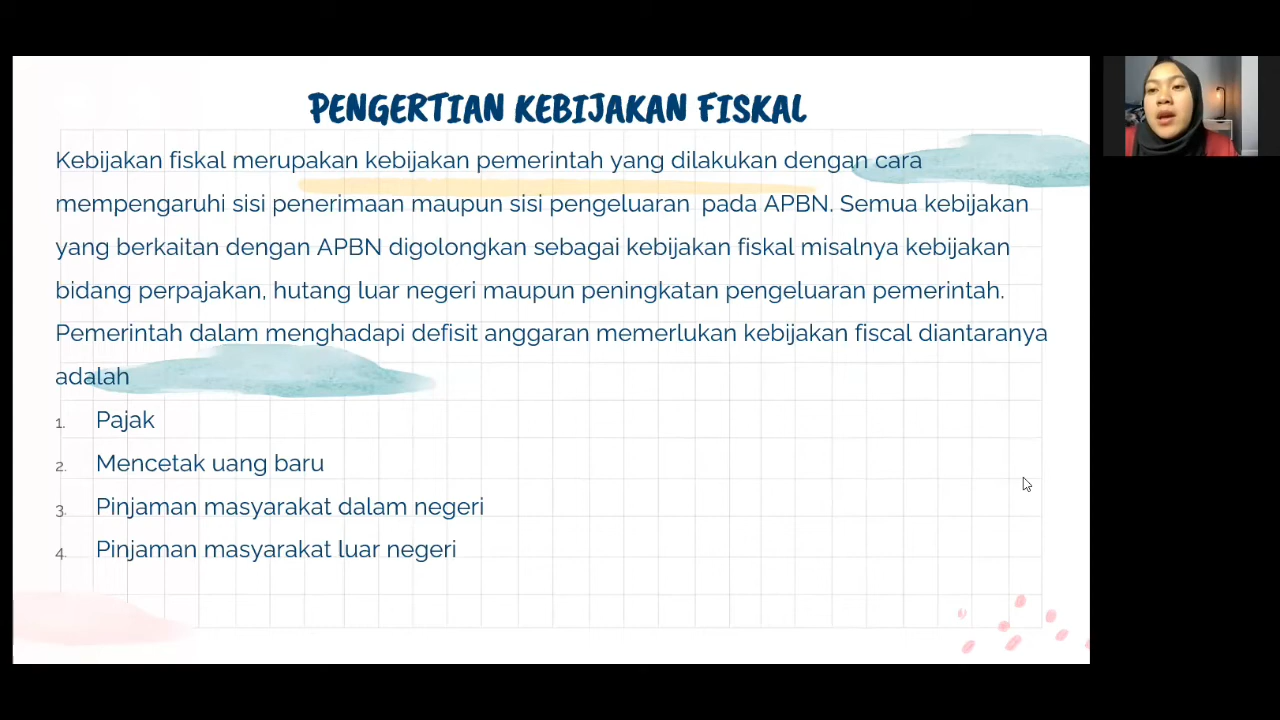 PENGERTIAN KEBIJAKAN FISKAL
Kebijakan fiskal merupakan kebijakan pemerintah yang dilakukan dengan cara
mempengaruhi sisi penerimaan maupun sisi pengeluaran pada APBN. Semua kebijakan
yang berkaitan dengan APBN digolongkan sebagai kebijakan fiskal misalnya kebijakan
bidang perpajakan, hutang luar negeri maupun peningkatan pengeluaran pemerintah.
Pemerintah dalam menghadapi defisit anggaran memerlukan kebijakan fiscal diantaranya
adalah
1. Pajak
2. Mencetak uang baru
3. Pinjaman masyarakat dalam negeri
4. Pinjaman masyarakat luar negeri